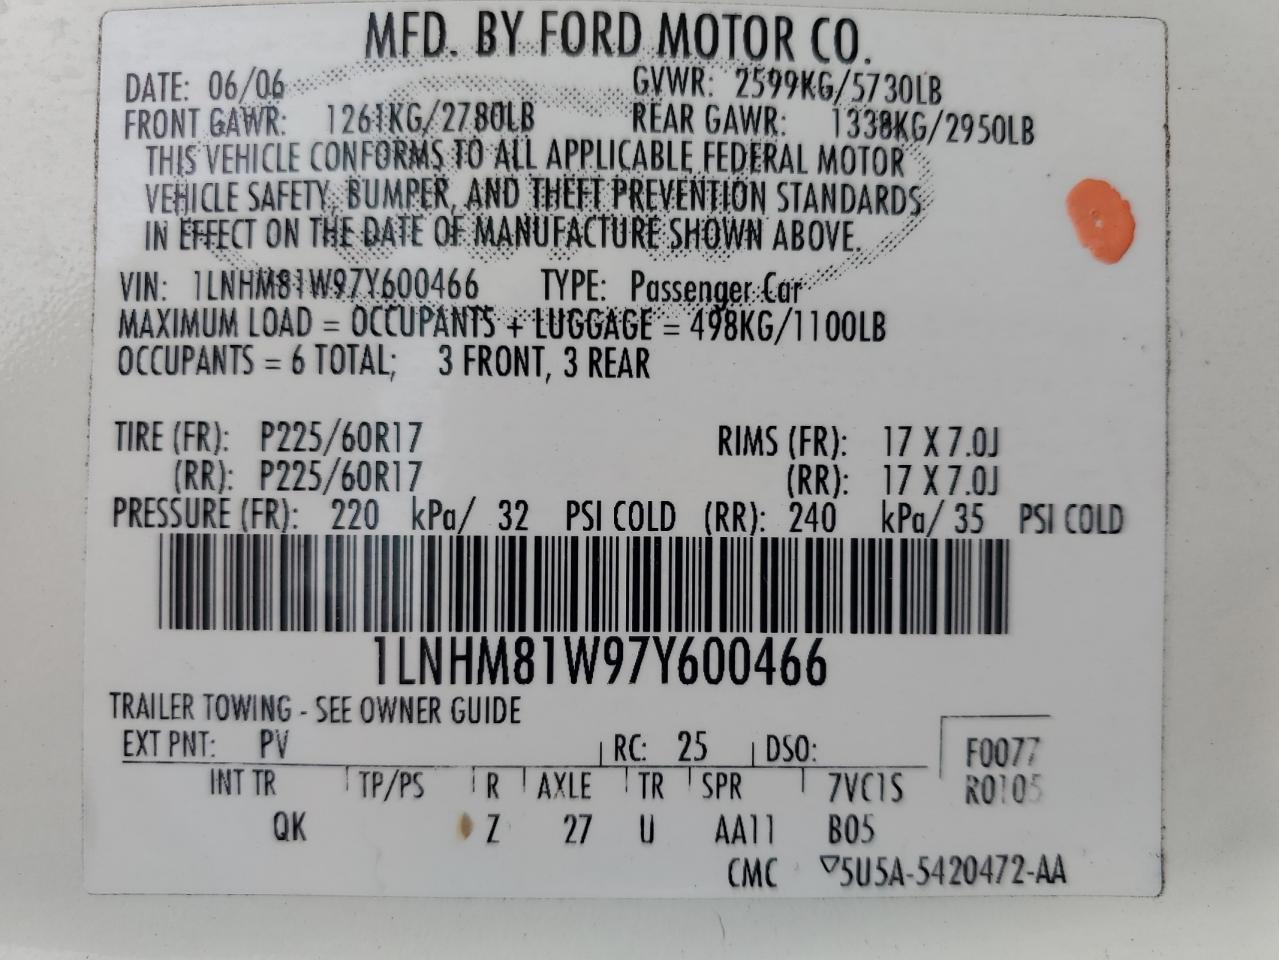 MFD. BY FORD MOTOR CO.
DATE: 06/06 GVWR: 2599KG/5730LB
FRONT GAWR: 1261KG/2780LB REAR GAWR: 1338KG/2950LB
THIS VEHICLE CONFORMS TO ALL APPLICABLE FEDERAL MOTOR
VEHICLE SAFETY, BUMPER, AND THEFT PREVENTION STANDARDS
IN EFFECT ON THE DATE OF MANUFACTURE SHOWN ABOVE.
VIN: 1LNHM81W97Y600466 TYPE: Passenger Car
MAXIMUM LOAD = OCCUPANTS + LUGGAGE = 498KG/1100LB
OCCUPANTS = 6 TOTAL; 3 FRONT, 3 REAR
TIRE (FR): P225/60R17 RIMS (FR): 17 X 7.0J
(RR): P225/60R17 (RR): 17 X 7.0J
PRESSURE (FR): 220 kPa/ 32 PSI COLD (RR): 240 kPa/ 35 PSI COLD
1LNHM81W97Y600466
TRAILER TOWING - SEE OWNER GUIDE
EXT PNT: PV RC: 25 DSO: F0077
INT TR TP/PS R AXLE TR SPR 7VC1S R0105
QK Z 27 U AA11 B05
CMC 5U5A-5420472-AA